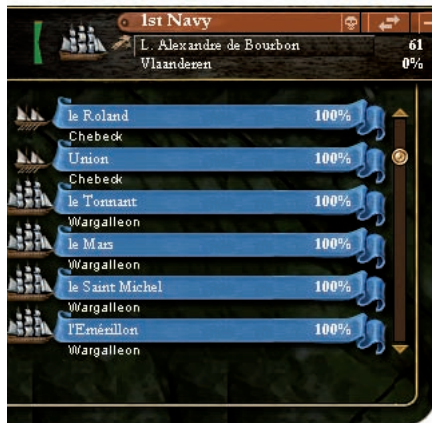 1st Navy
L. Alexandre de Bourbon 61
Vlaanderen 0%
le Roland 100%
Chebeck
Union 100%
Chebeck
le Tonnant 100%
Wargalleon
le Mars 100%
Wargalleon
le Saint Michel 100%
Wargalleon
l'Emérillon 100%
Wargalleon